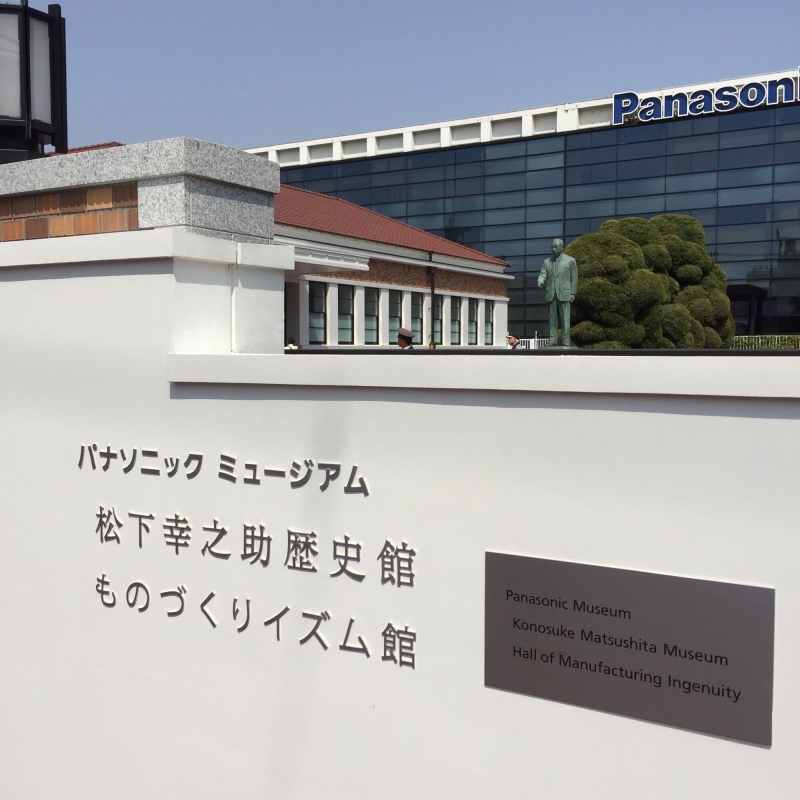 Panasonic
パナソニック ミュージアム
松下幸之助歴史館
ものづくりイズム館
Panasonic Museum
Konosuke Matsushita Museum
Hall of Manufacturing Ingenuity